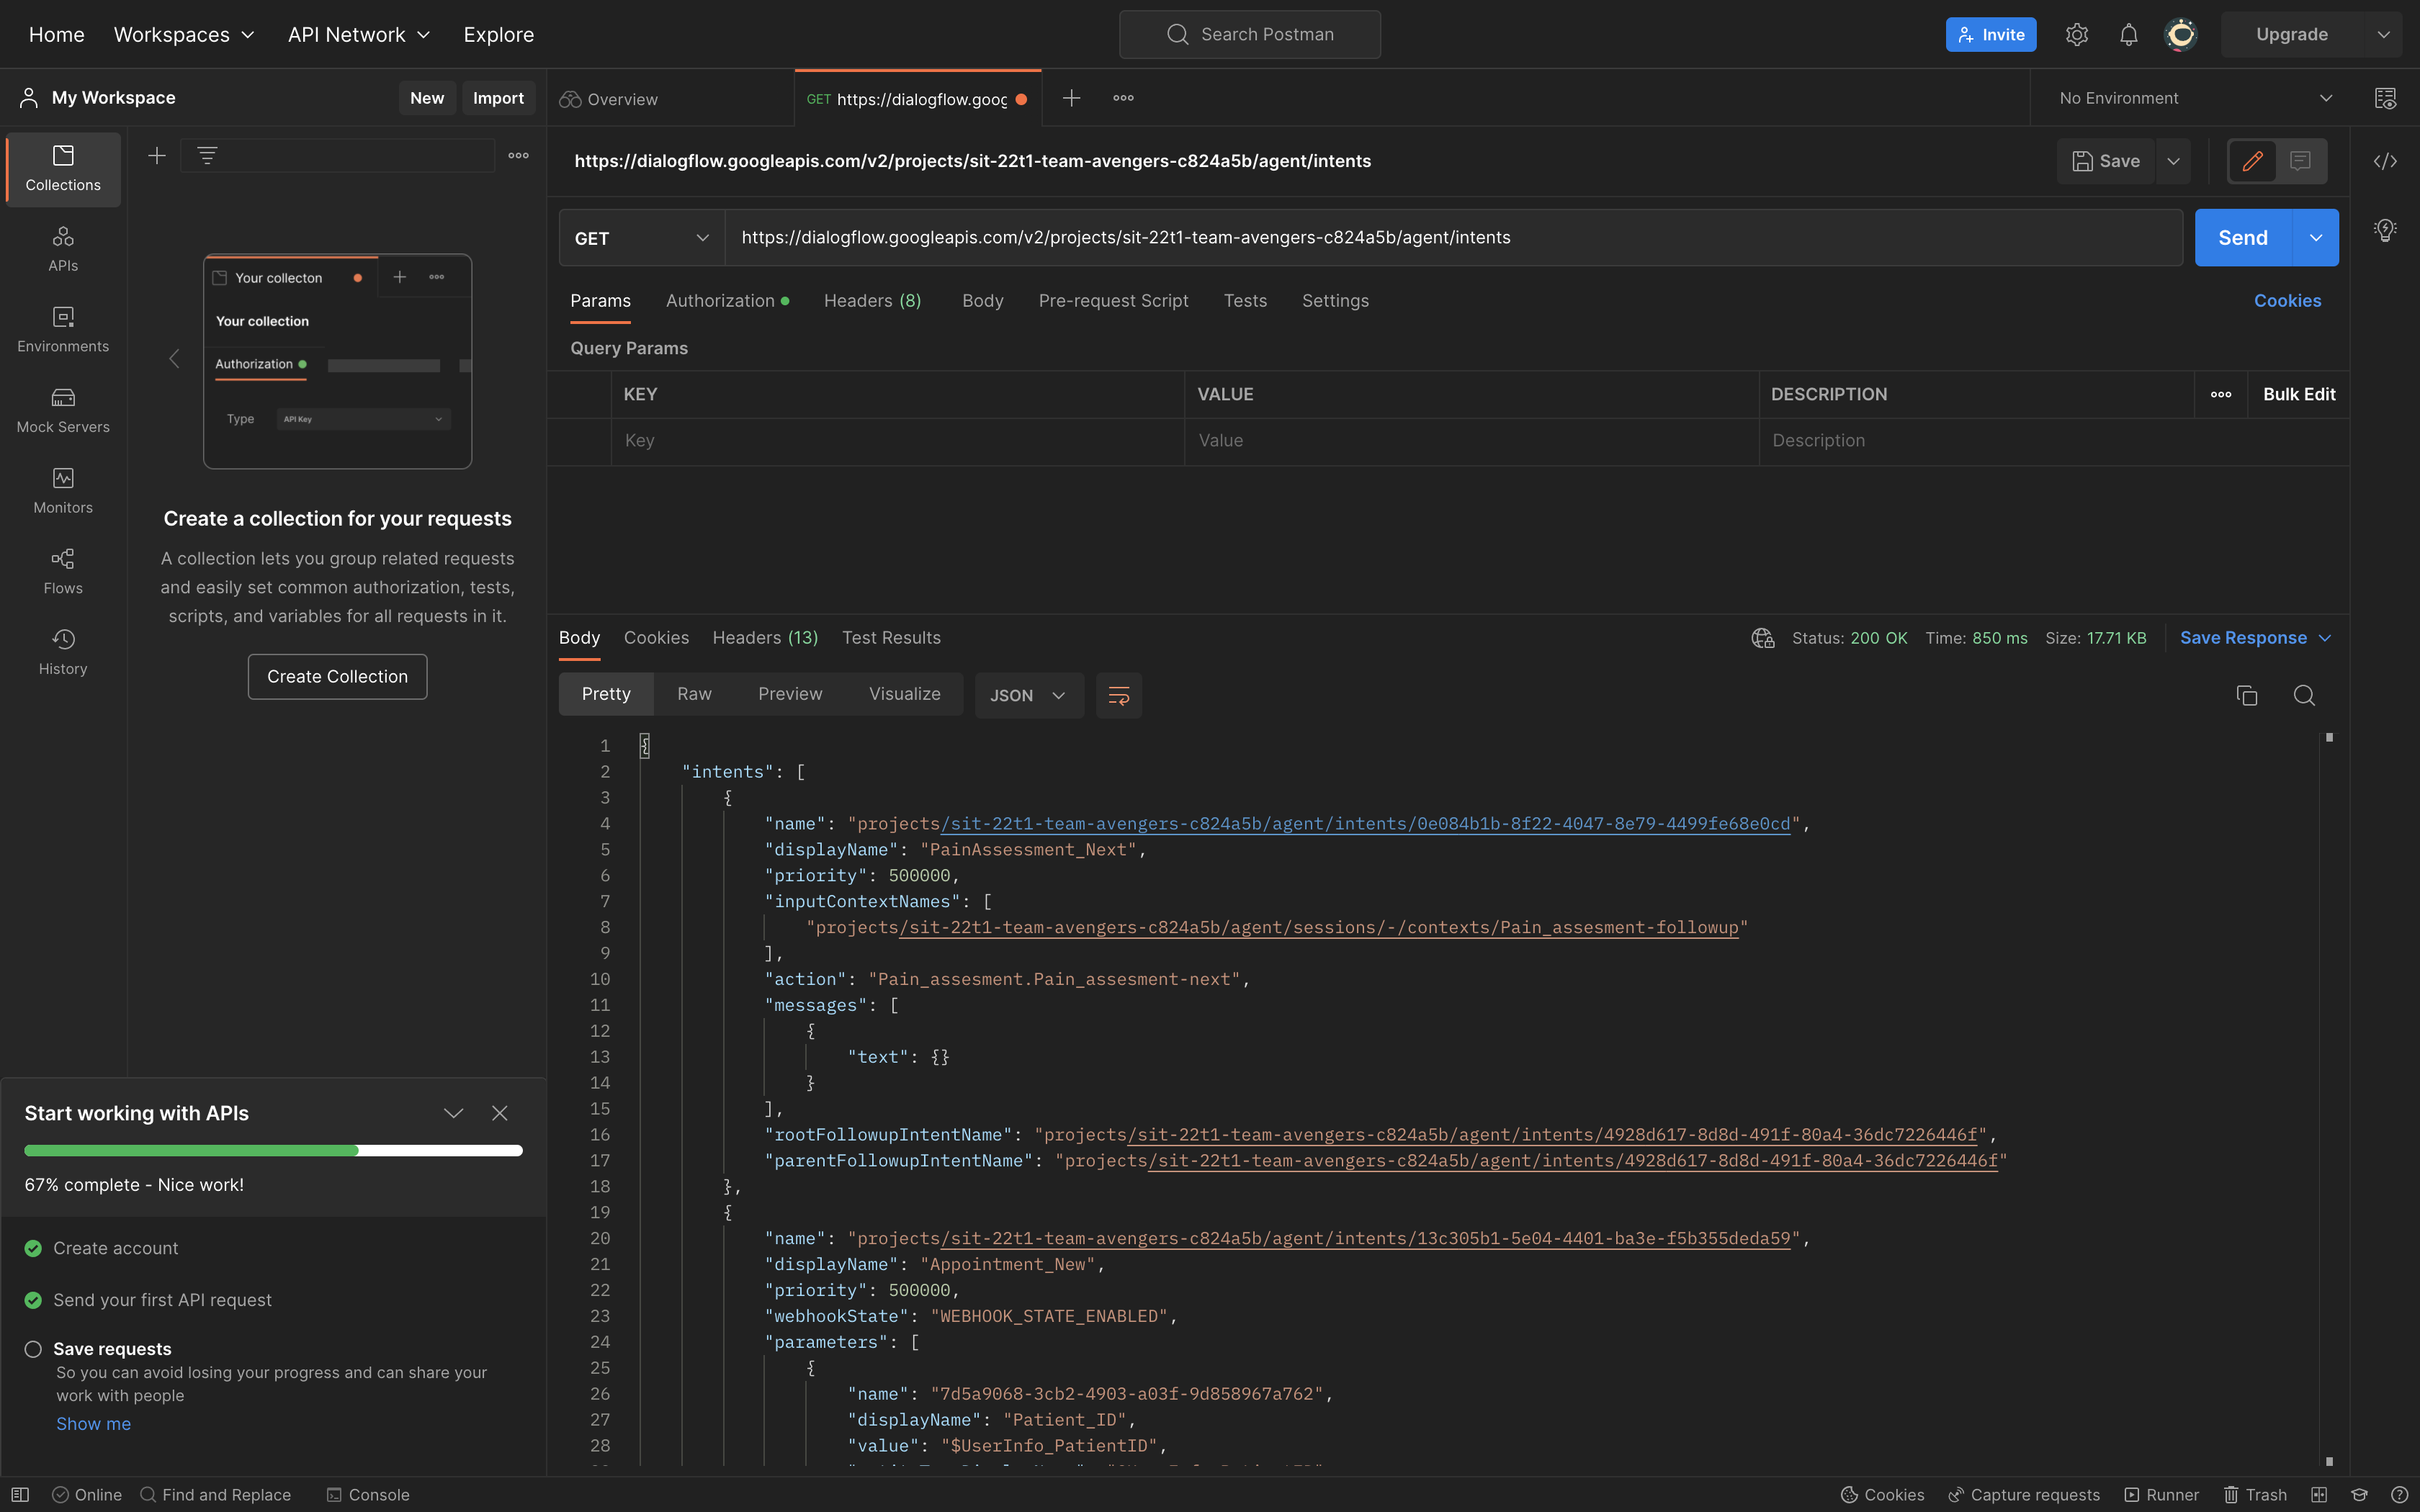 Home Workspaces API Network Explore Search Postman Invite Upgrade
My Workspace New Import Overview GET https://dialogflow.goog No Environment
Collections
APIs
Environments
Mock Servers
Monitors
Flows
History
Your collecton
Your collection
Authorization
Type API Key
Create a collection for your requests
A collection lets you group related requests
and easily set common authorization, tests,
scripts, and variables for all requests in it.
Create Collection
Start working with APIs
67% complete - Nice work!
Create account
Send your first API request
Save requests
So you can avoid losing your progress and can share your
work with people
Show me
https://dialogflow.googleapis.com/v2/projects/sit-22t1-team-avengers-c824a5b/agent/intents Save
GET https://dialogflow.googleapis.com/v2/projects/sit-22t1-team-avengers-c824a5b/agent/intents Send
Params Authorization Headers (8) Body Pre-request Script Tests Settings Cookies
Query Params
KEY VALUE DESCRIPTION Bulk Edit
Key Value Description
Body Cookies Headers (13) Test Results Status: 200 OK Time: 850 ms Size: 17.71 KB Save Response
Pretty Raw Preview Visualize JSON
1 {
2 "intents": [
3 {
4 "name": "projects/sit-22t1-team-avengers-c824a5b/agent/intents/0e084b1b-8f22-4047-8e79-4499fe68e0cd",
5 "displayName": "PainAssessment_Next",
6 "priority": 500000,
7 "inputContextNames": [
8 "projects/sit-22t1-team-avengers-c824a5b/agent/sessions/-/contexts/Pain_assesment-followup"
9 ],
10 "action": "Pain_assesment.Pain_assesment-next",
11 "messages": [
12 {
13 "text": {}
14 }
15 ],
16 "rootFollowupIntentName": "projects/sit-22t1-team-avengers-c824a5b/agent/intents/4928d617-8d8d-491f-80a4-36dc7226446f",
17 "parentFollowupIntentName": "projects/sit-22t1-team-avengers-c824a5b/agent/intents/4928d617-8d8d-491f-80a4-36dc7226446f"
18 },
19 {
20 "name": "projects/sit-22t1-team-avengers-c824a5b/agent/intents/13c305b1-5e04-4401-ba3e-f5b355deda59",
21 "displayName": "Appointment_New",
22 "priority": 500000,
23 "webhookState": "WEBHOOK_STATE_ENABLED",
24 "parameters": [
25 {
26 "name": "7d5a9068-3cb2-4903-a03f-9d858967a762",
27 "displayName": "Patient_ID",
28 "value": "$UserInfo_PatientID",
Online Find and Replace Console Cookies Capture requests Runner Trash